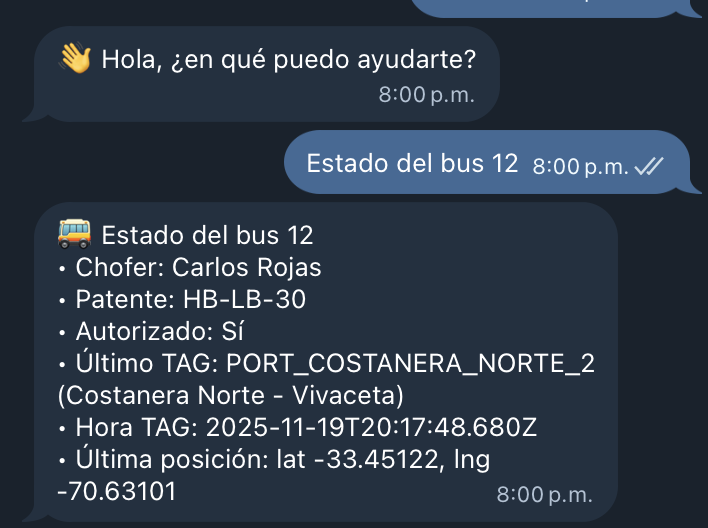 👋 Hola, ¿en qué puedo ayudarte?
8:00 p.m.
Estado del bus 12 8:00 p.m.
🚌 Estado del bus 12
• Chofer: Carlos Rojas
• Patente: HB-LB-30
• Autorizado: Sí
• Último TAG: PORT_COSTANERA_NORTE_2
(Costanera Norte - Vivaceta)
• Hora TAG: 2025-11-19T20:17:48.680Z
• Última posición: lat -33.45122, lng
-70.63101 8:00 p.m.